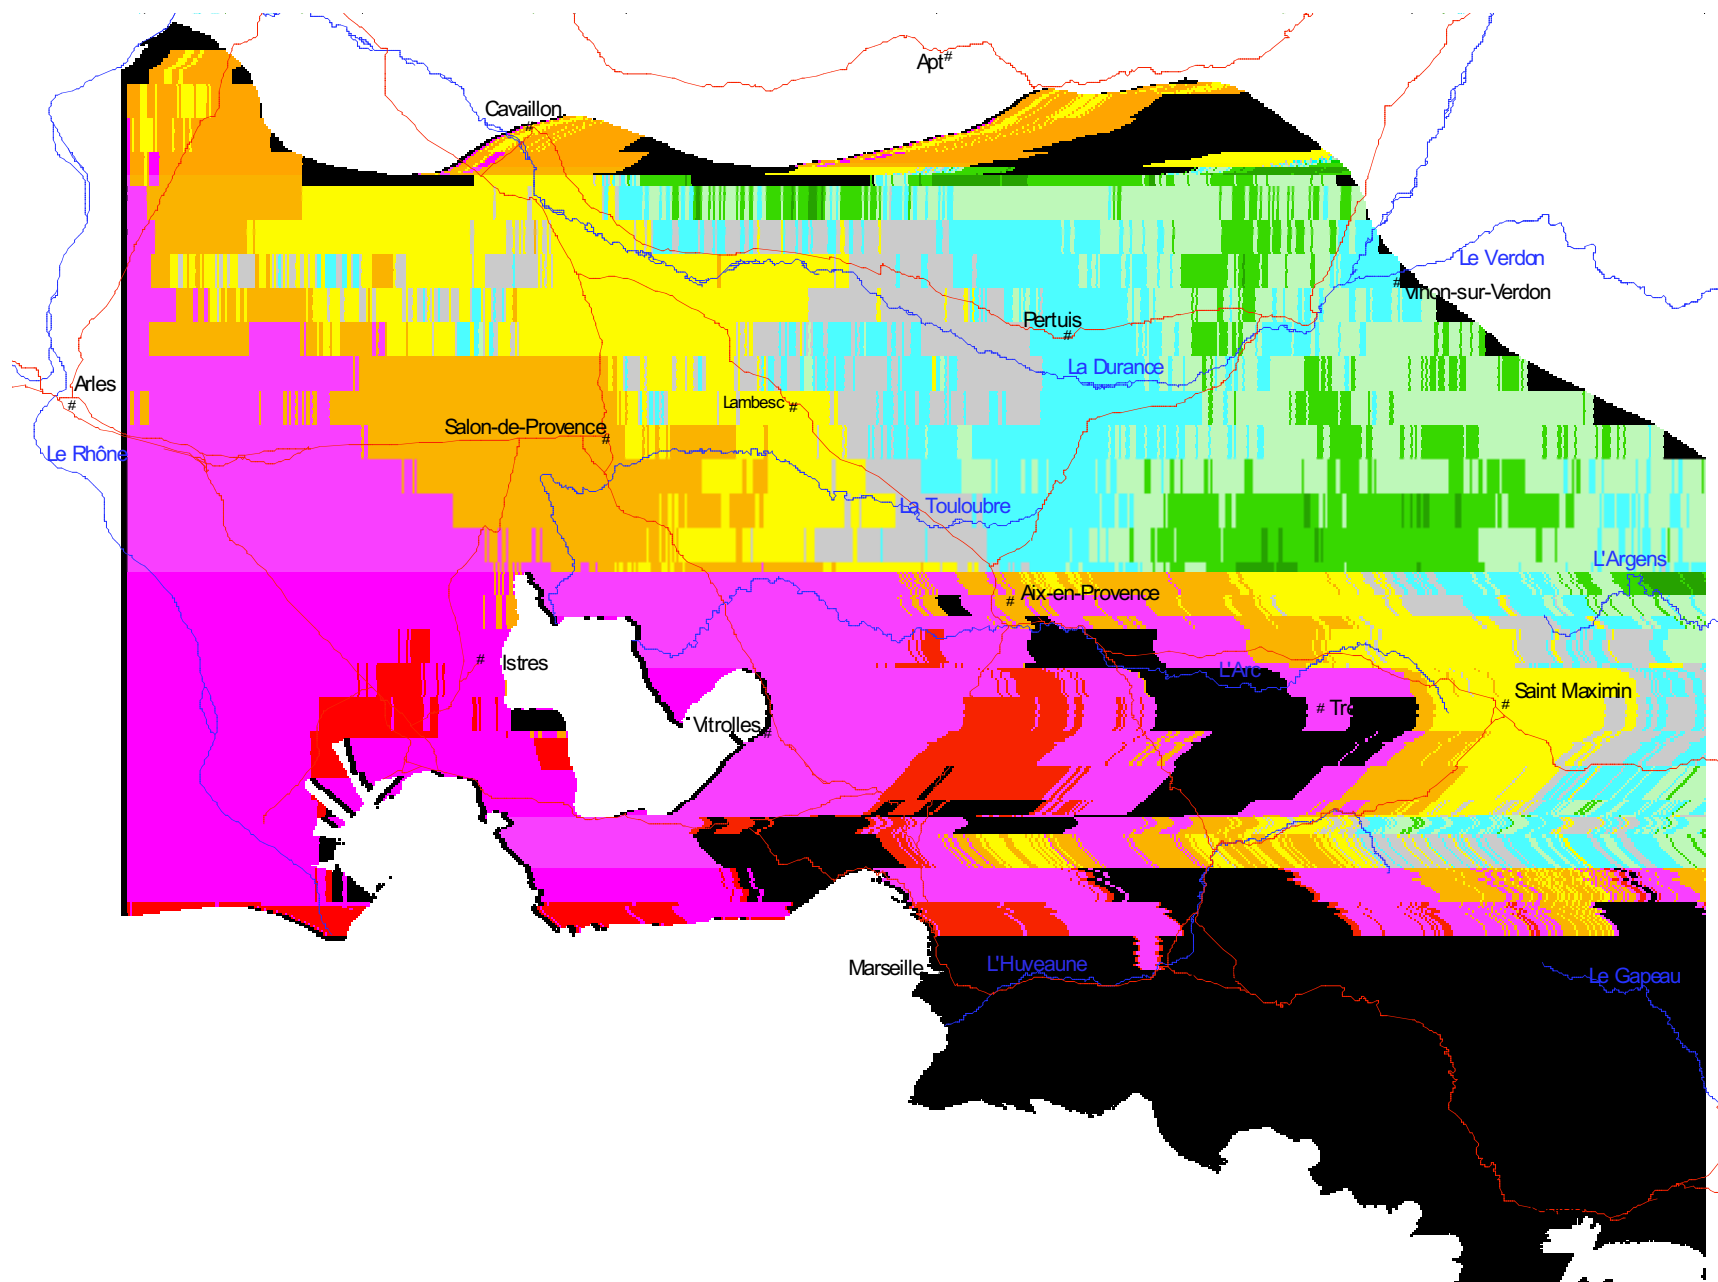 Apt
Cavaillon
Le Verdon
Vinon-sur-Verdon
Pertuis
La Durance
Arles
Lambesc
Salon-de-Provence
Le Rhône
La Touloubre
L'Argens
Aix-en-Provence
Istres
L'Arc
Saint Maximin
Tre
Vitrolles
Marseille
L'Huveaune
Le Gapeau